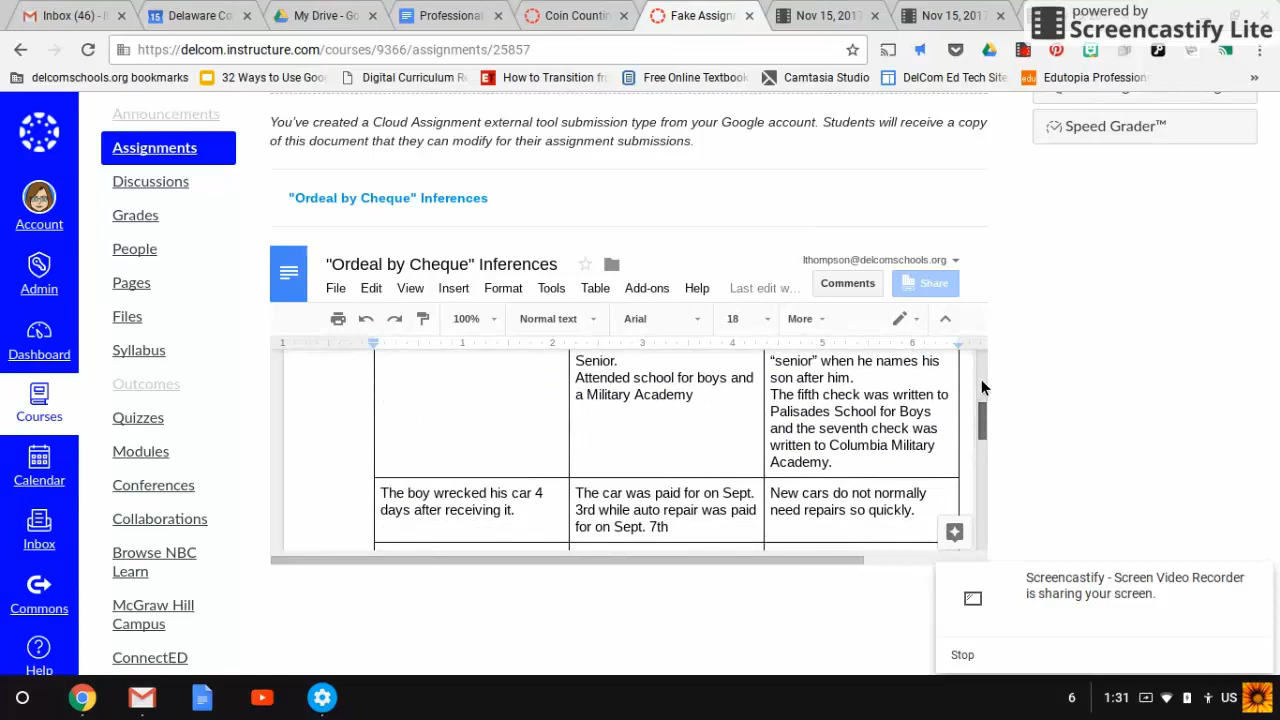 Inbox (46) - l
Delaware Co
My Drive - G
Professional
Coin Count
Fake Assign
Nov 15, 201
Nov 15, 201
powered by
Screencastify Lite
https://delcom.instructure.com/courses/9366/assignments/25857
delcomschools.org bookmarks
32 Ways to Use Goo
Digital Curriculum R
How to Transition fr
Free Online Textbook
Camtasia Studio
DelCom Ed Tech Site
Edutopia Profession
»
Announcements
Assignments
Discussions
Grades
People
Pages
Files
Syllabus
Outcomes
Quizzes
Modules
Conferences
Collaborations
Browse NBC
Learn
McGraw Hill
Campus
ConnectED
Account
Admin
Dashboard
Courses
Calendar
Inbox
Commons
Help
You've created a Cloud Assignment external tool submission type from your Google account. Students will receive a copy
of this document that they can modify for their assignment submissions.
Speed Grader™
"Ordeal by Cheque" Inferences
"Ordeal by Cheque" Inferences
lthompson@delcomschools.org
File Edit View Insert Format Tools Table Add-ons Help Last edit w…
Comments
Share
100% Normal text Arial 18 More
1 1 2 3 4 5 6
Senior.
Attended school for boys and
a Military Academy
"senior" when he names his
son after him.
The fifth check was written to
Palisades School for Boys
and the seventh check was
written to Columbia Military
Academy.
The boy wrecked his car 4
days after receiving it.
The car was paid for on Sept.
3rd while auto repair was paid
for on Sept. 7th
New cars do not normally
need repairs so quickly.
Screencastify - Screen Video Recorder
is sharing your screen.
Stop
6 1:31 US